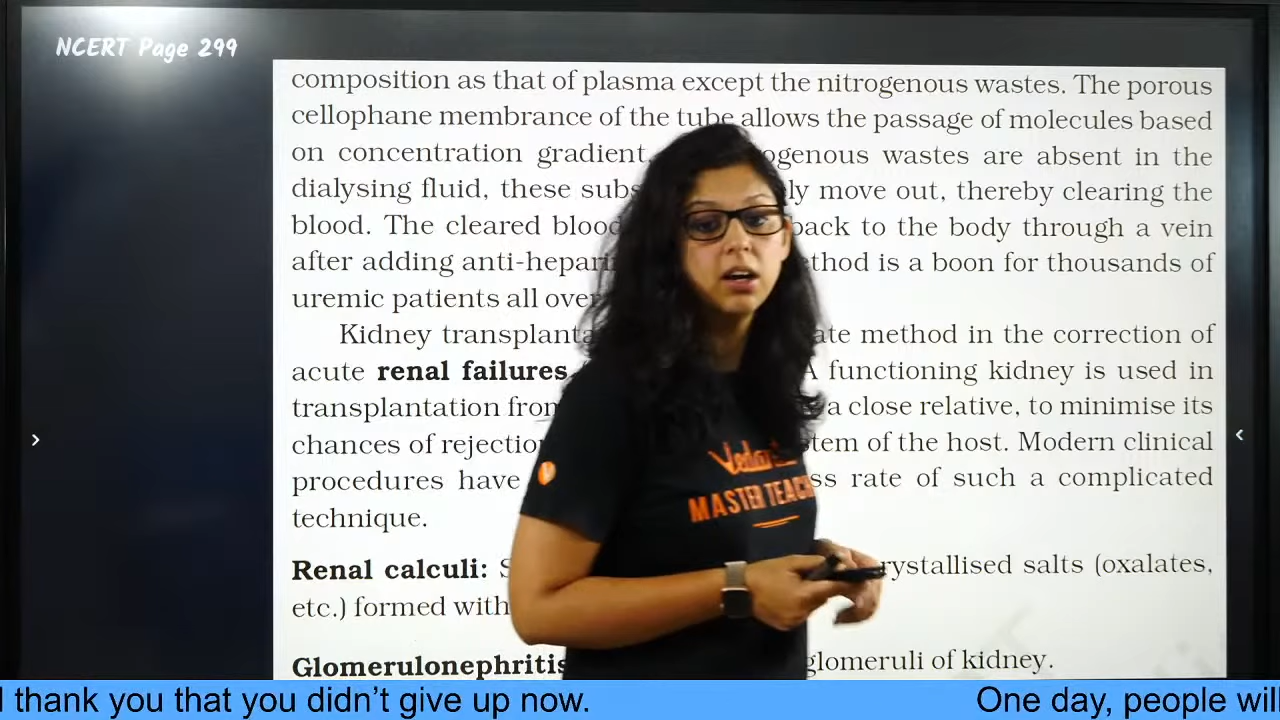 NCERT Page 299
composition as that of plasma except the nitrogenous wastes. The porous
cellophane membrance of the tube allows the passage of molecules based
on concentration gradient. ogenous wastes are absent in the
dialysing fluid, these subs ly move out, thereby clearing the
blood. The cleared blood back to the body through a vein
after adding anti-hepari thod is a boon for thousands of
uremic patients all over
Kidney transplanta ate method in the correction of
acute renal failures A functioning kidney is used in
transplantation from a close relative, to minimise its
chances of rejectio stem of the host. Modern clinical
procedures have ss rate of such a complicated
technique.
Renal calculi: S rystallised salts (oxalates,
etc.) formed with
Glomerulonephritis glomeruli of kidney.
Vedant
MASTER TEACH
thank you that you didn't give up now. One day, people will